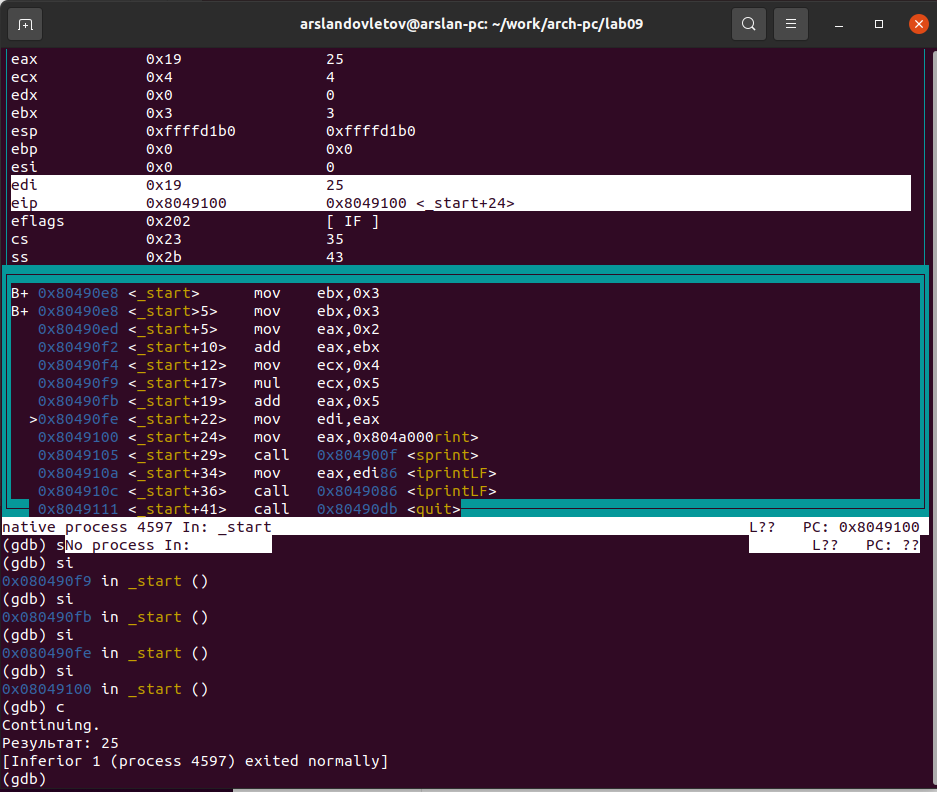 arslandovletov@arslan-pc: ~/work/arch-pc/lab09
eax 0x19 25
ecx 0x4 4
edx 0x0 0
ebx 0x3 3
esp 0xffffd1b0 0xffffd1b0
ebp 0x0 0x0
esi 0x0 0
edi 0x19 25
eip 0x8049100 0x8049100 <_start+24>
eflags 0x202 [ IF ]
cs 0x23 35
ss 0x2b 43
B+ 0x80490e8 <_start> mov ebx,0x3
B+ 0x80490e8 <_start>5> mov ebx,0x3
0x80490ed <_start+5> mov eax,0x2
0x80490f2 <_start+10> add eax,ebx
0x80490f4 <_start+12> mov ecx,0x4
0x80490f9 <_start+17> mul ecx,0x5
0x80490fb <_start+19> add eax,0x5
>0x80490fe <_start+22> mov edi,eax
0x8049100 <_start+24> mov eax,0x804a000rint>
0x8049105 <_start+29> call 0x804900f <sprint>
0x804910a <_start+34> mov eax,edi86 <iprintLF>
0x804910c <_start+36> call 0x8049086 <iprintLF>
0x8049111 <_start+41> call 0x80490db <quit>
native process 4597 In: _start L?? PC: 0x8049100
(gdb) sNo process In: L?? PC: ??
(gdb) si
0x080490f9 in _start ()
(gdb) si
0x080490fb in _start ()
(gdb) si
0x080490fe in _start ()
(gdb) si
0x08049100 in _start ()
(gdb) c
Continuing.
Результат: 25
[Inferior 1 (process 4597) exited normally]
(gdb)